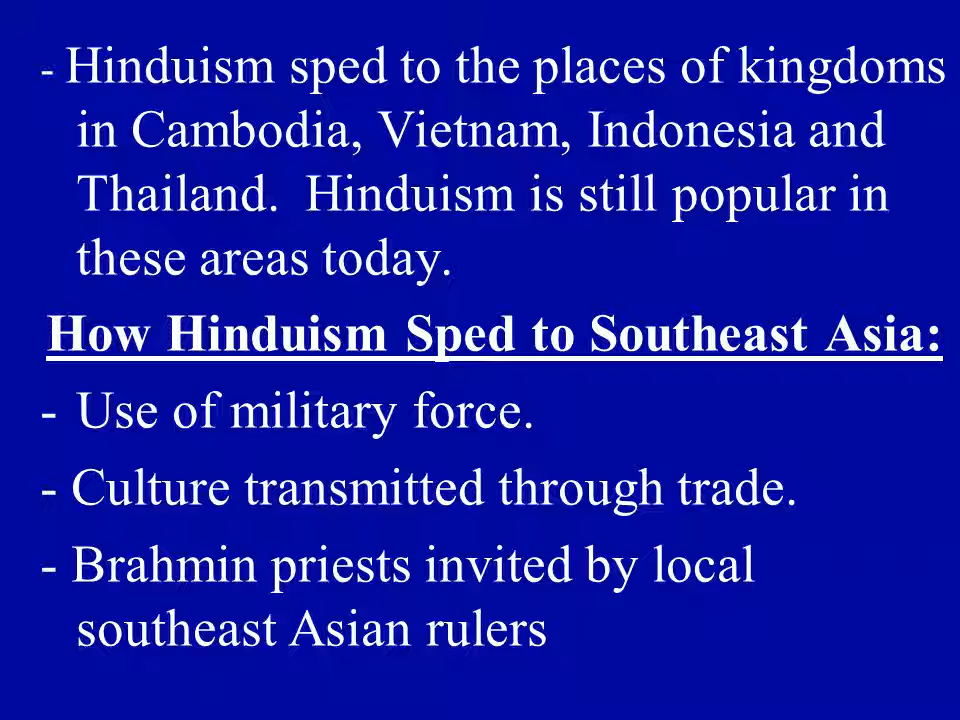 - Hinduism sped to the places of kingdoms
in Cambodia, Vietnam, Indonesia and
Thailand.  Hinduism is still popular in
these areas today.
How Hinduism Sped to Southeast Asia:
- Use of military force.
- Culture transmitted through trade.
- Brahmin priests invited by local
southeast Asian rulers